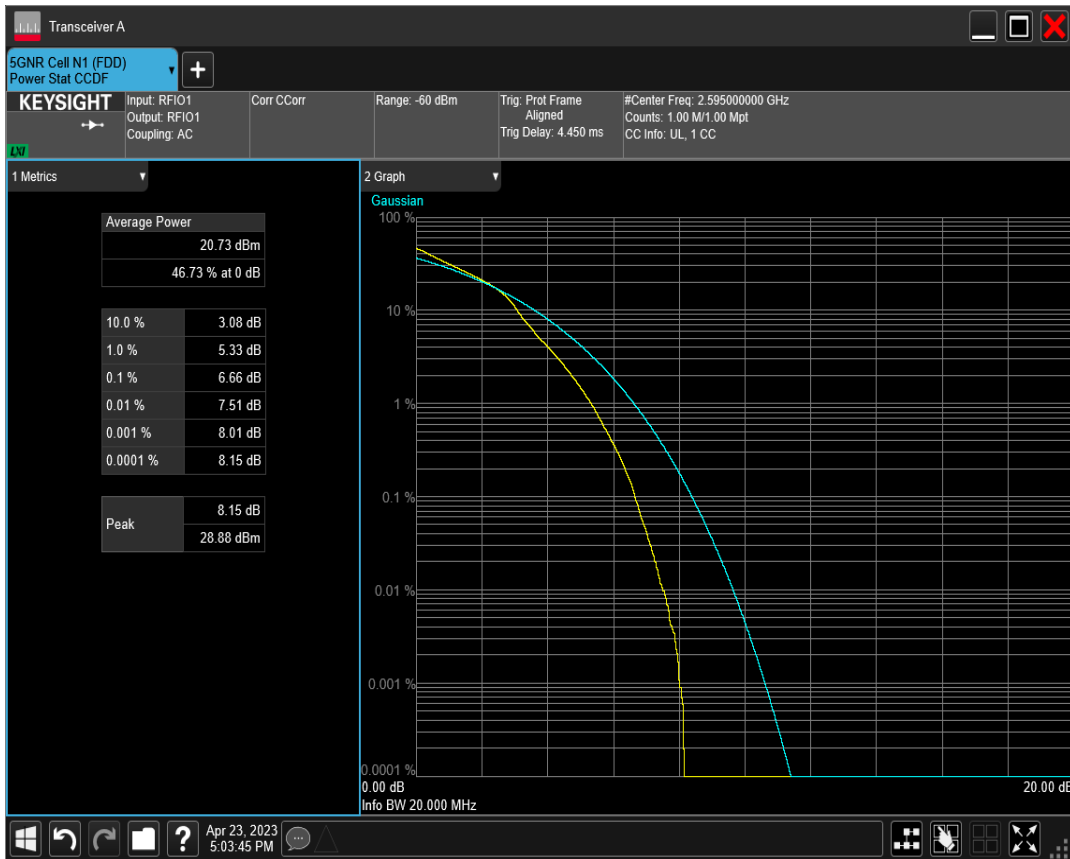 Transceiver A
5GNR Cell N1 (FDD)
Power Stat CCDF
KEYSIGHT
LXI
Input: RFIO1
Output: RFIO1
Coupling: AC
Corr CCorr
Range: -60 dBm
Trig: Prot Frame
Aligned
Trig Delay: 4.450 ms
#Center Freq: 2.595000000 GHz
Counts: 1.00 M/1.00 Mpt
CC Info: UL, 1 CC
1 Metrics
Average Power
20.73 dBm
46.73 % at 0 dB
10.0 % 3.08 dB
1.0 % 5.33 dB
0.1 % 6.66 dB
0.01 % 7.51 dB
0.001 % 8.01 dB
0.0001 % 8.15 dB
Peak 8.15 dB
28.88 dBm
2 Graph
Gaussian
100 %
10 %
1 %
0.1 %
0.01 %
0.001 %
0.0001 %
0.00 dB 20.00 dB
Info BW 20.000 MHz
Apr 23, 2023
5:03:45 PM